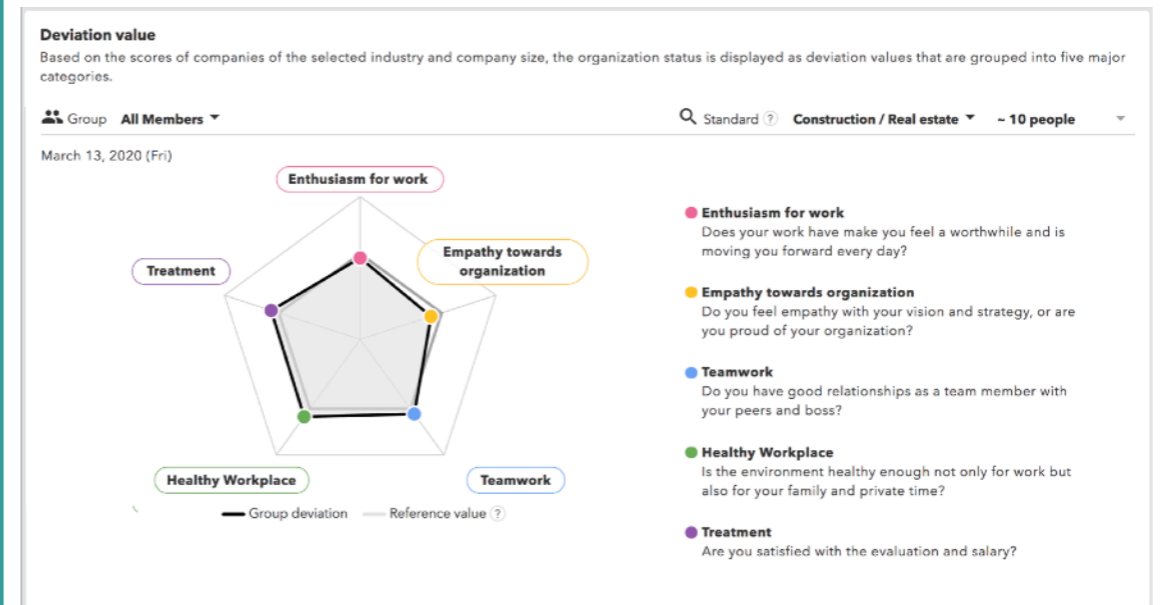 Deviation value
Based on the scores of companies of the selected industry and company size, the organization status is displayed as deviation values that are grouped into five major
categories.
Group All Members
Standard ? Construction / Real estate ~ 10 people
March 13, 2020 (Fri)
Enthusiasm for work
Empathy towards
organization
Treatment
Healthy Workplace
Teamwork
Group deviation
Reference value ?
Enthusiasm for work
Does your work have make you feel a worthwhile and is
moving you forward every day?
Empathy towards organization
Do you feel empathy with your vision and strategy, or are
you proud of your organization?
Teamwork
Do you have good relationships as a team member with
your peers and boss?
Healthy Workplace
Is the environment healthy enough not only for work but
also for your family and private time?
Treatment
Are you satisfied with the evaluation and salary?